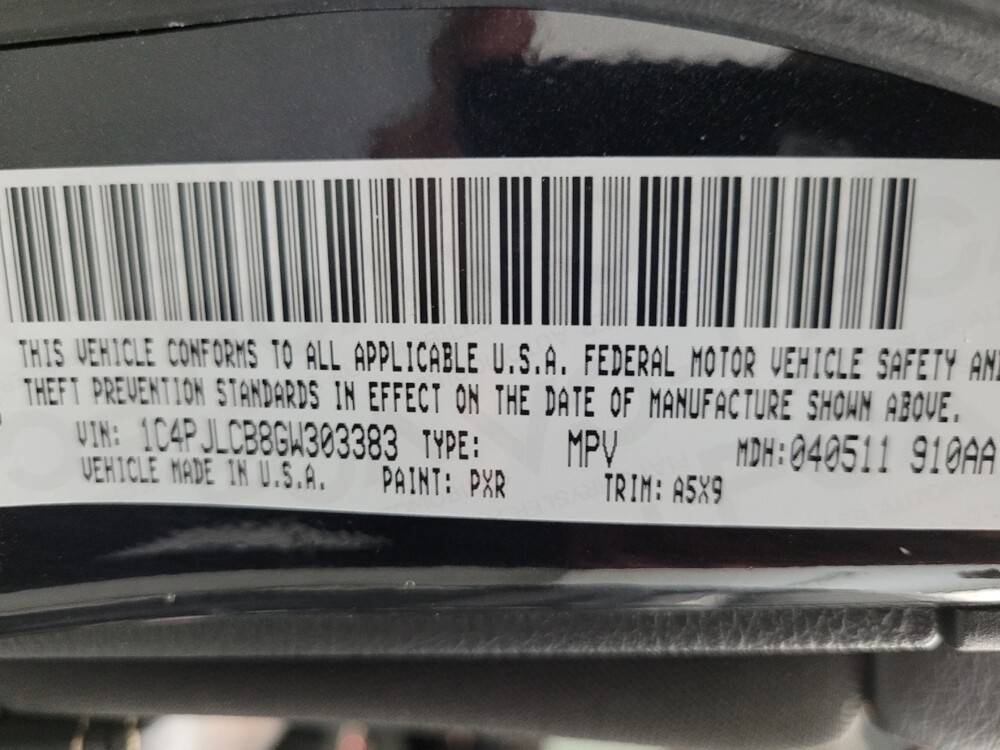 THIS VEHICLE CONFORMS TO ALL APPLICABLE U.S.A. FEDERAL MOTOR VEHICLE SAFETY AND
THEFT PREVENTION STANDARDS IN EFFECT ON THE DATE OF MANUFACTURE SHOWN ABOVE.
VIN: 1C4PJLCB8GW303383 TYPE: MPV MDH:040511 910AA
VEHICLE MADE IN U.S.A. PAINT: PXR TRIM: A5X9